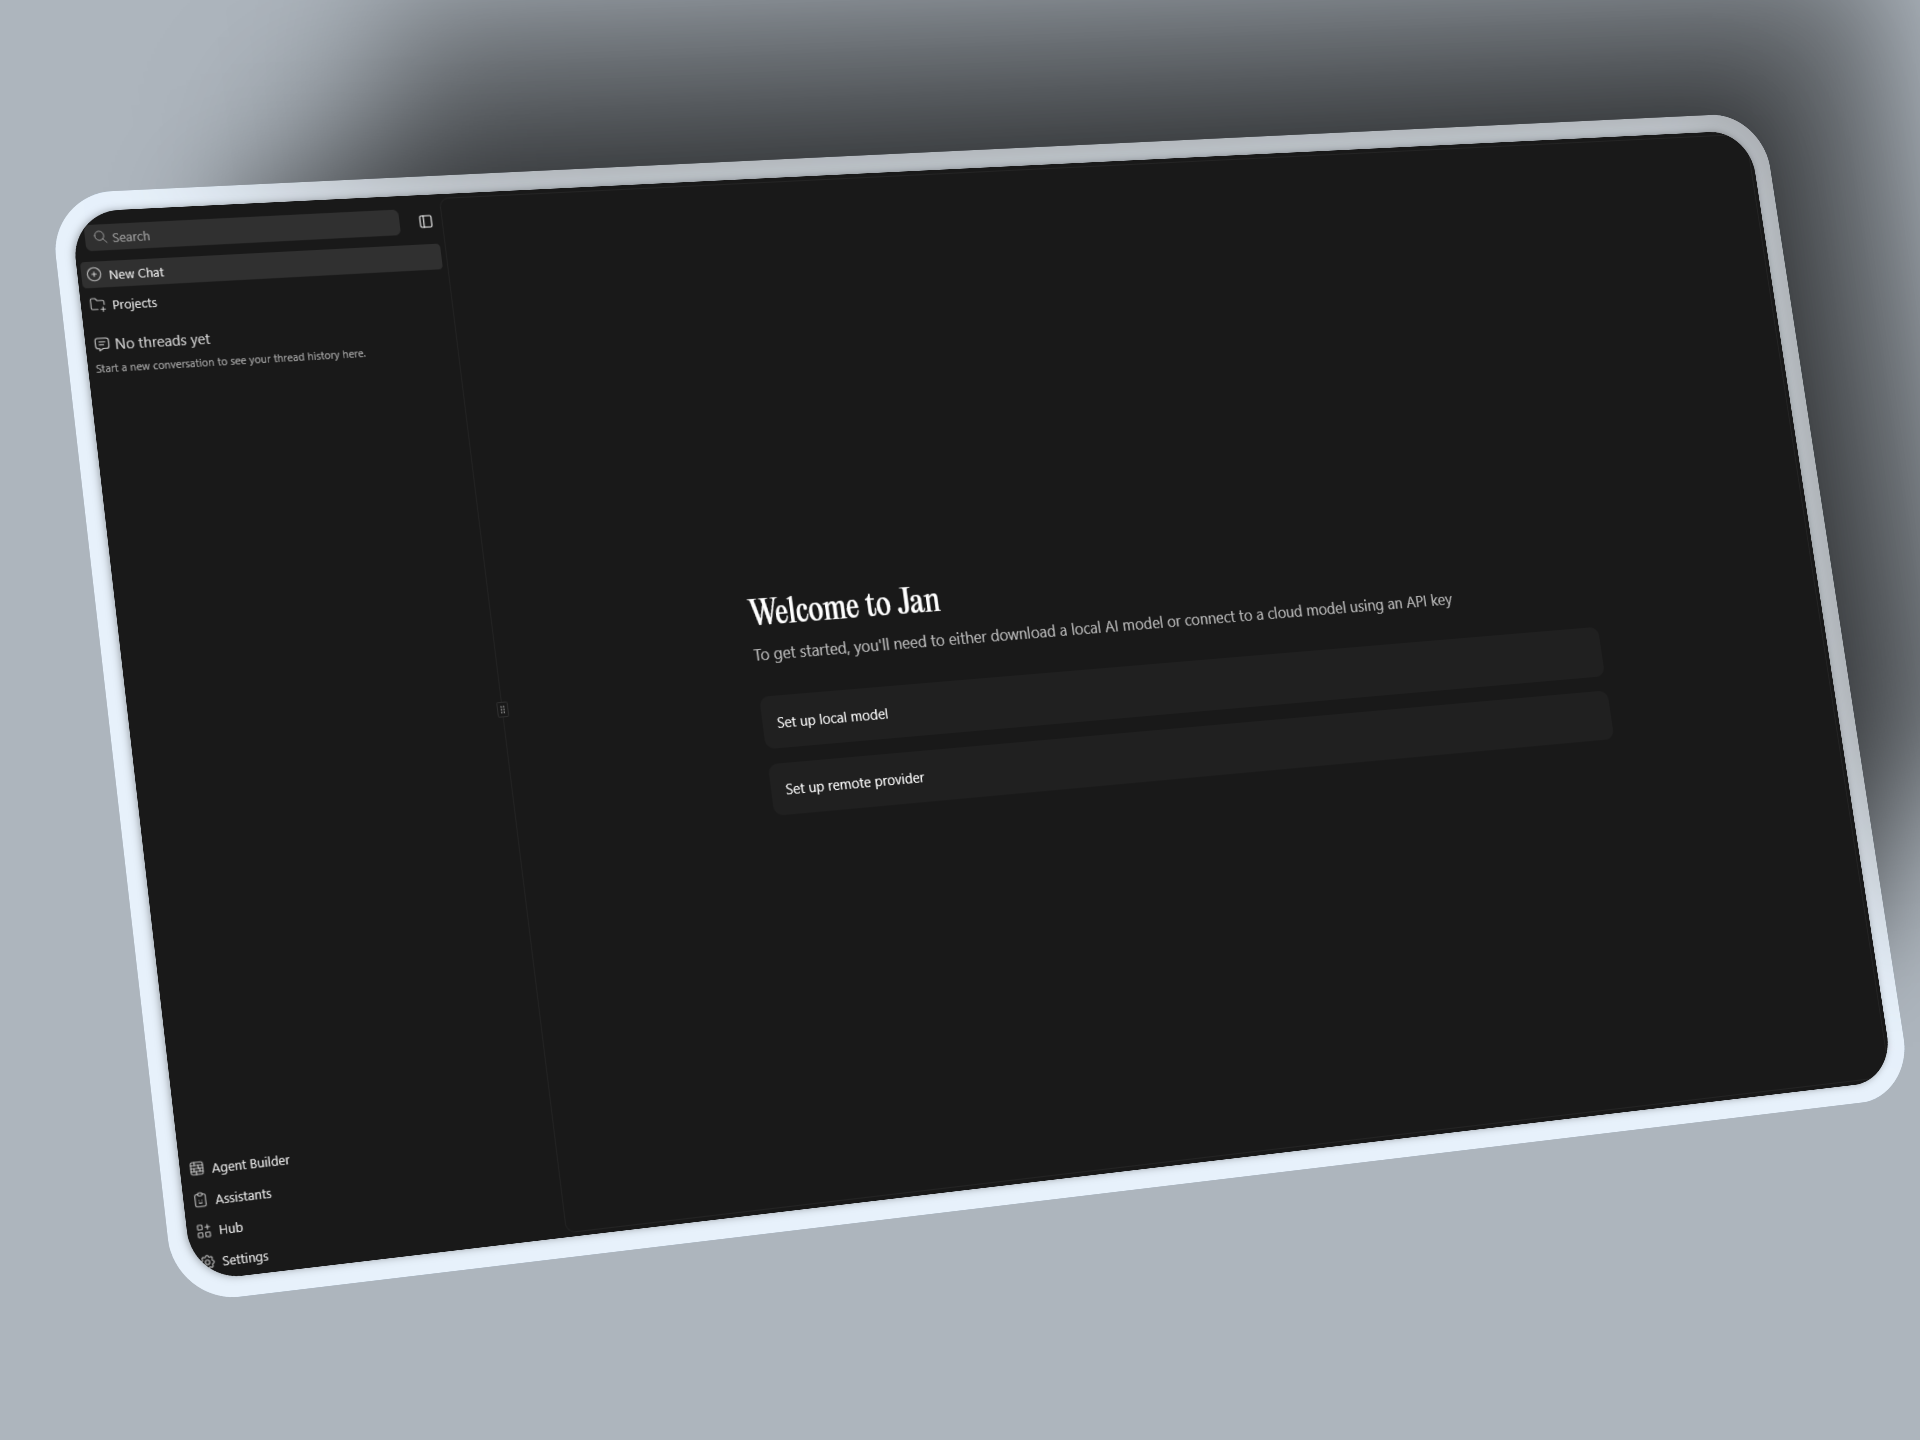 Search
New Chat
Projects
No threads yet
Start a new conversation to see your thread history here.
Welcome to Jan
To get started, you'll need to either download a local AI model or connect to a cloud model using an API key
Set up local model
Set up remote provider
Agent Builder
Assistants
Hub
Settings